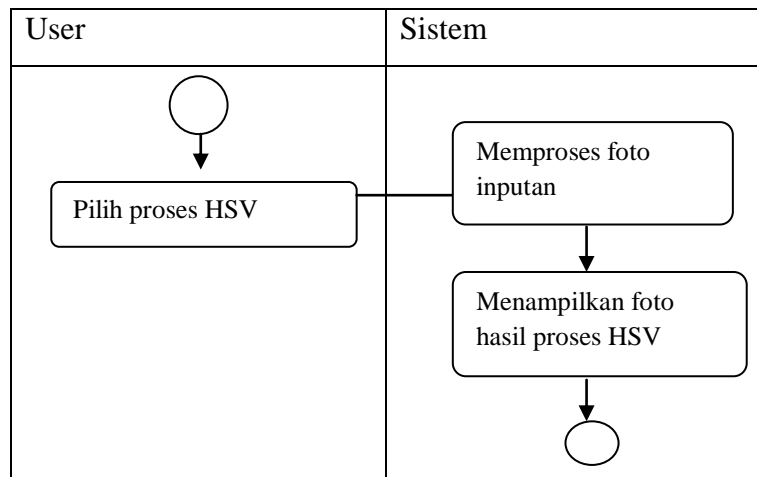 User
Sistem
Pilih proses HSV
Memproses foto
inputan
Menampilkan foto
hasil proses HSV